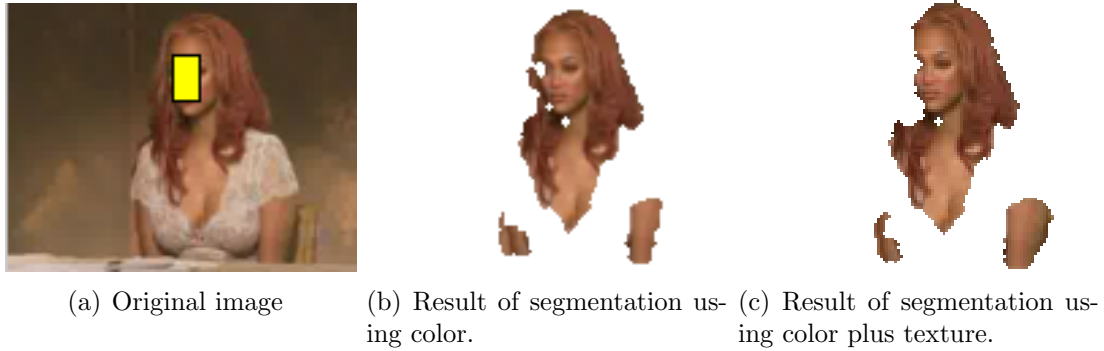 (a) Original image
(b) Result of segmentation us-
ing color.
(c) Result of segmentation us-
ing color plus texture.